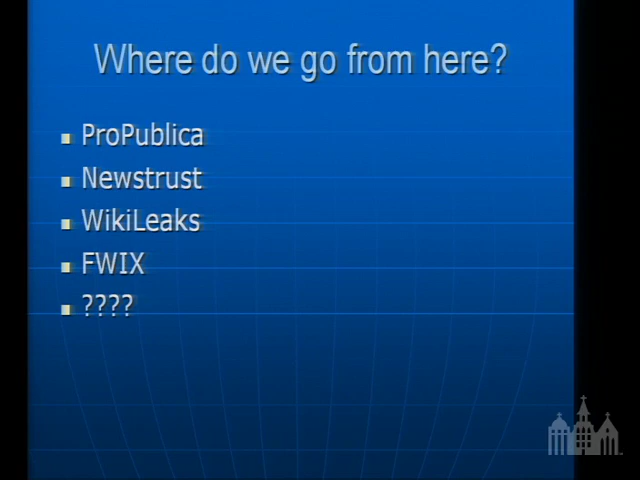 Where do we go from here?
ProPublica
Newstrust
WikiLeaks
FWIX
????